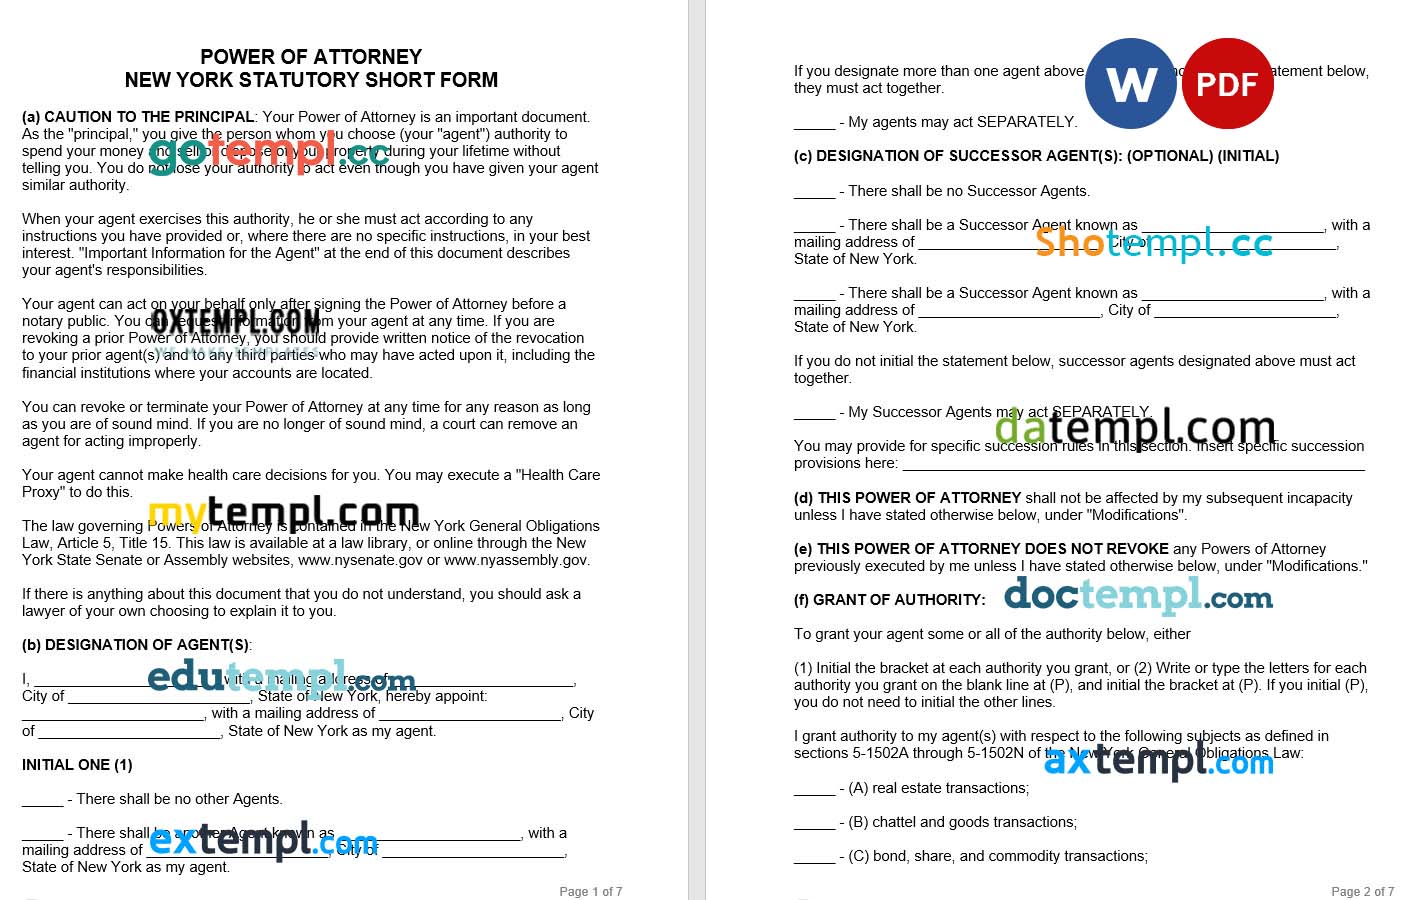 POWER OF ATTORNEY
NEW YORK STATUTORY SHORT FORM
(a) CAUTION TO THE PRINCIPAL: Your Power of Attorney is an important document.
As the "principal," you give the person whom you choose (your "agent") authority to
spend your money and sell or dispose of your property during your lifetime without
telling you. You do not lose your authority to act even though you have given your agent
similar authority.
gotempl.cc
When your agent exercises this authority, he or she must act according to any
instructions you have provided or, where there are no specific instructions, in your best
interest. "Important Information for the Agent" at the end of this document describes
your agent's responsibilities.
Your agent can act on your behalf only after signing the Power of Attorney before a
notary public. You can request information from your agent at any time. If you are
revoking a prior Power of Attorney, you should provide written notice of the revocation
to your prior agent(s) and to any third parties who may have acted upon it, including the
financial institutions where your accounts are located.
OXTEMPL.COM
WE MAKE TEMPLATES
You can revoke or terminate your Power of Attorney at any time for any reason as long
as you are of sound mind. If you are no longer of sound mind, a court can remove an
agent for acting improperly.
Your agent cannot make health care decisions for you. You may execute a "Health Care
Proxy" to do this.
mytempl.com
The law governing Powers of Attorney is contained in the New York General Obligations
Law, Article 5, Title 15. This law is available at a law library, or online through the New
York State Senate or Assembly websites, www.nysenate.gov or www.nyassembly.gov.
If there is anything about this document that you do not understand, you should ask a
lawyer of your own choosing to explain it to you.
(b) DESIGNATION OF AGENT(S):
I, ______________________, with a mailing address of ______________________,
City of ______________________, State of New York, hereby appoint:
______________________, with a mailing address of ______________________, City
of ______________________, State of New York as my agent.
edutempl.com
INITIAL ONE (1)
_____ - There shall be no other Agents.
_____ - There shall be another Agent known as ______________________, with a
mailing address of ______________________, City of ______________________,
State of New York as my agent.
extempl.com
Page 1 of 7
If you designate more than one agent above atement below,
they must act together.
W
PDF
_____ - My agents may act SEPARATELY.
(c) DESIGNATION OF SUCCESSOR AGENT(S): (OPTIONAL) (INITIAL)
_____ - There shall be no Successor Agents.
_____ - There shall be a Successor Agent known as ______________________, with a
mailing address of ______________________, City of ______________________,
State of New York.
Shotempl.cc
_____ - There shall be a Successor Agent known as ______________________, with a
mailing address of ______________________, City of ______________________,
State of New York.
If you do not initial the statement below, successor agents designated above must act
together.
_____ - My Successor Agents may act SEPARATELY.
datempl.com
You may provide for specific succession rules in this section. Insert specific succession
provisions here: ________________________________________________________
(d) THIS POWER OF ATTORNEY shall not be affected by my subsequent incapacity
unless I have stated otherwise below, under "Modifications".
(e) THIS POWER OF ATTORNEY DOES NOT REVOKE any Powers of Attorney
previously executed by me unless I have stated otherwise below, under "Modifications."
(f) GRANT OF AUTHORITY:
doctempl.com
To grant your agent some or all of the authority below, either
(1) Initial the bracket at each authority you grant, or (2) Write or type the letters for each
authority you grant on the blank line at (P), and initial the bracket at (P). If you initial (P),
you do not need to initial the other lines.
I grant authority to my agent(s) with respect to the following subjects as defined in
sections 5-1502A through 5-1502N of the New York General Obligations Law:
axtempl.com
_____ - (A) real estate transactions;
_____ - (B) chattel and goods transactions;
_____ - (C) bond, share, and commodity transactions;
Page 2 of 7